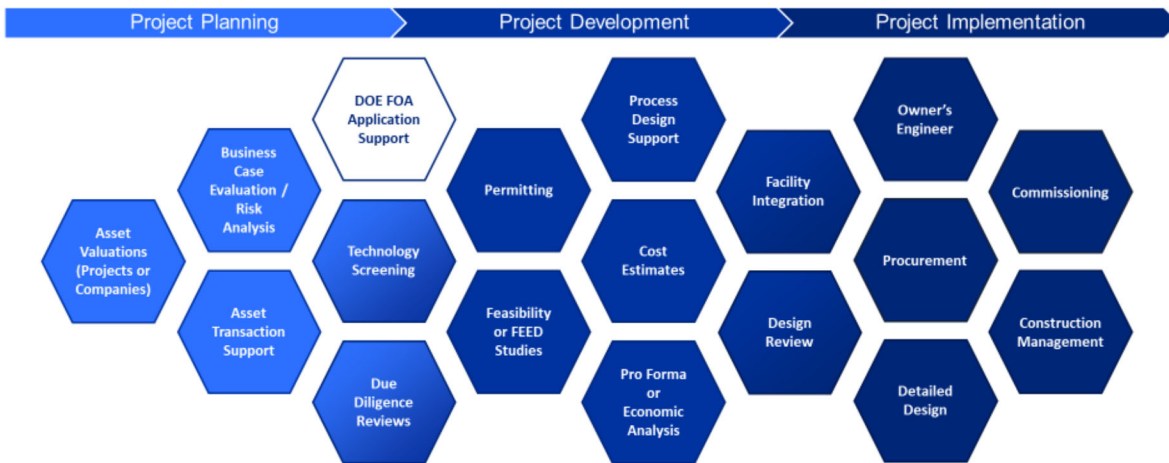 Project Planning
Project Development
Project Implementation
Asset
Valuations
(Projects or
Companies)
Business
Case
Evaluation /
Risk
Analysis
Asset
Transaction
Support
DOE FOA
Application
Support
Technology
Screening
Due
Diligence
Reviews
Permitting
Feasibility
or FEED
Studies
Process
Design
Support
Cost
Estimates
Pro Forma
or
Economic
Analysis
Facility
Integration
Design
Review
Owner's
Engineer
Procurement
Detailed
Design
Commissioning
Construction
Management